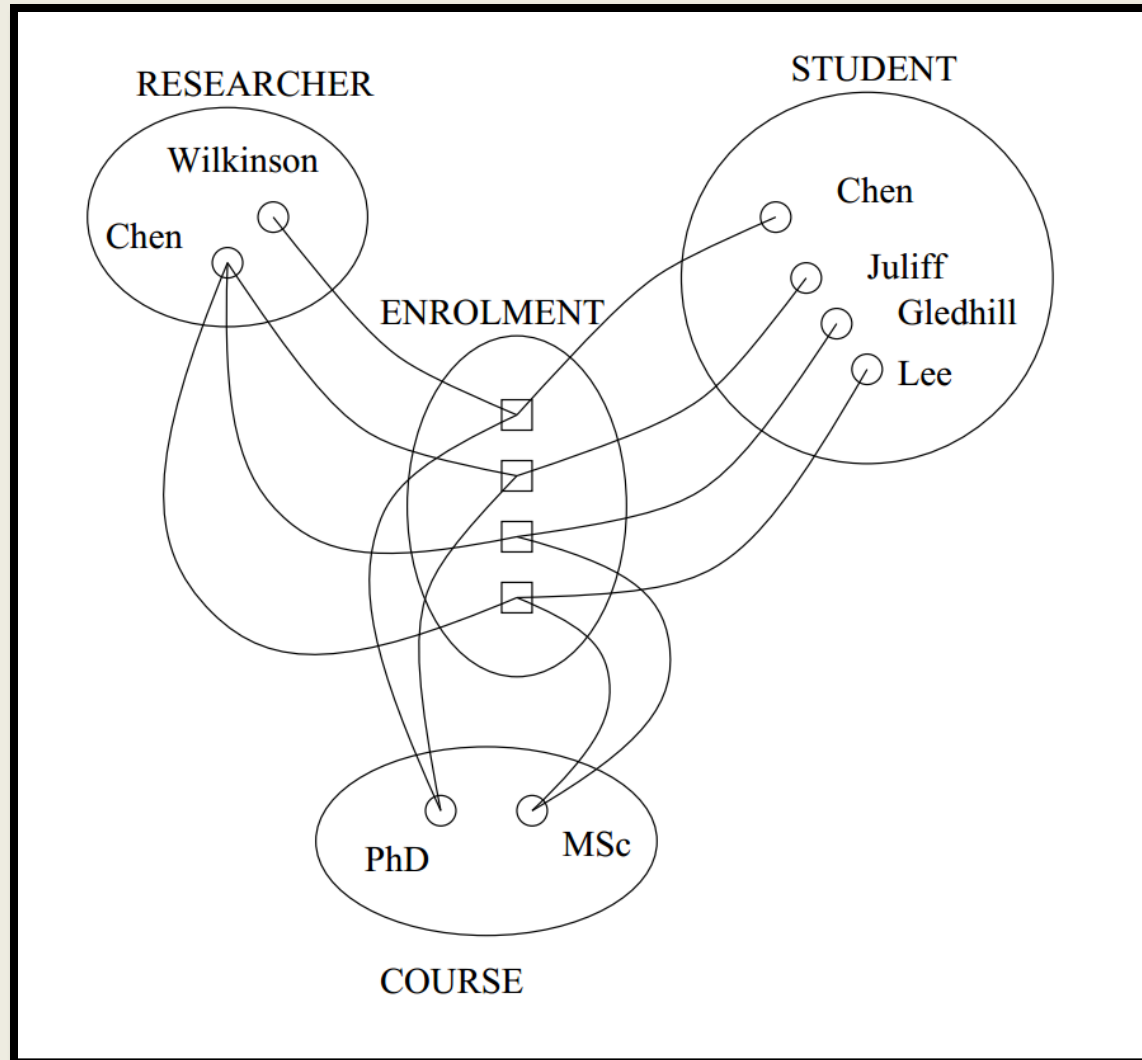 RESEARCHER
Wilkinson
Chen
STUDENT
Chen
Juliff
Gledhill
Lee
ENROLMENT
PhD
MSc
COURSE